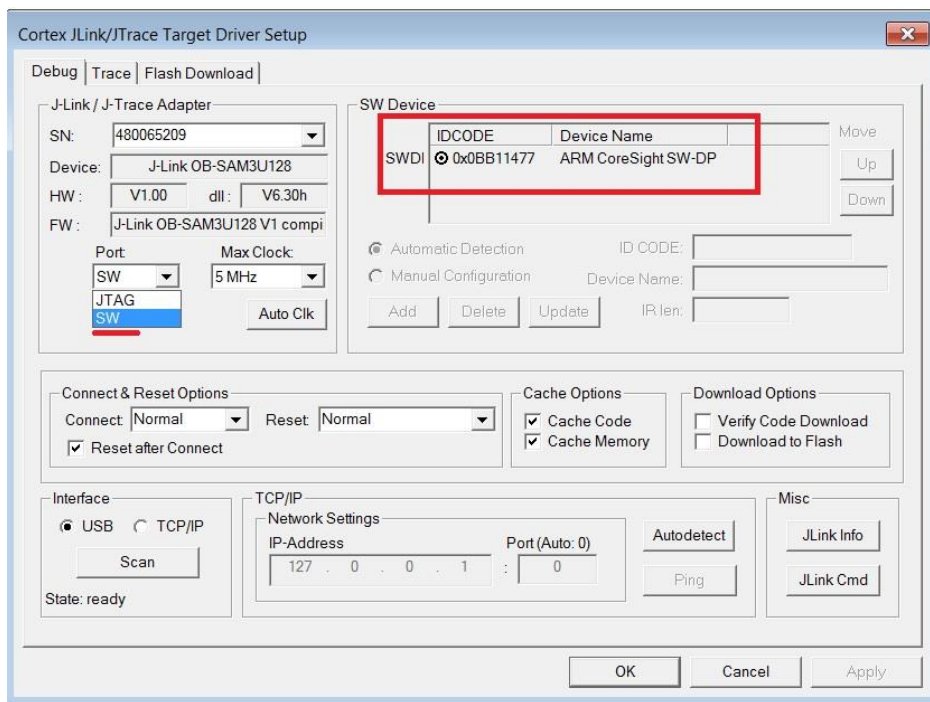 Cortex JLink/JTrace Target Driver Setup
Debug Trace Flash Download
J-Link / J-Trace Adapter
SN: 480065209
Device: J-Link OB-SAM3U128
HW : V1.00 dll : V6.30h
FW : J-Link OB-SAM3U128 V1 compi
Port: Max Clock:
SW 5 MHz
JTAG
SW
Auto Clk
SW Device
IDCODE Device Name Move
SWDI 0x0BB11477 ARM CoreSight SW-DP
Up
Down
Automatic Detection ID CODE:
Manual Configuration Device Name:
Add Delete Update IR len:
Connect & Reset Options
Connect: Normal Reset: Normal
Reset after Connect
Cache Options
Cache Code
Cache Memory
Download Options
Verify Code Download
Download to Flash
Interface
USB TCP/IP
Scan
State: ready
TCP/IP
Network Settings
IP-Address Port (Auto: 0)
127 . 0 . 0 . 1 : 0
Autodetect
Ping
Misc
JLink Info
JLink Cmd
OK Cancel Apply